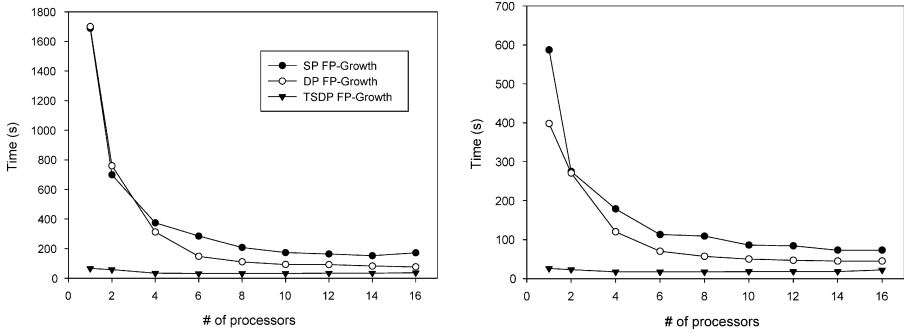 1800
1600
1400
1200
1000
800
600
400
200
0
Time (s)
SP FP-Growth
DP FP-Growth
TSDP FP-Growth
0 2 4 6 8 10 12 14 16
# of processors
700
600
500
400
300
200
100
0
Time (s)
0 2 4 6 8 10 12 14 16
# of processors